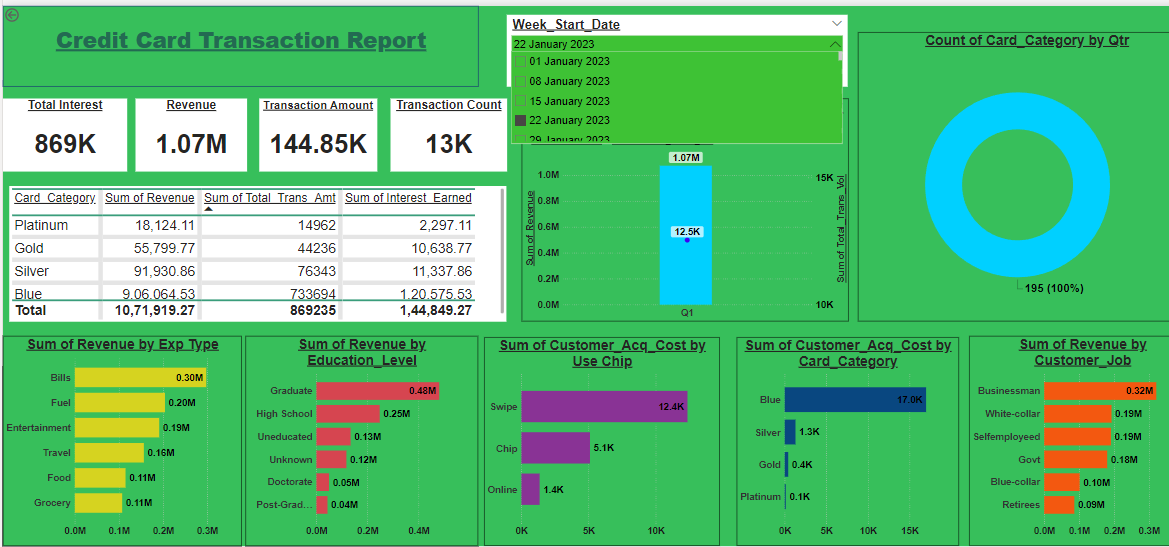 Credit Card Transaction Report
Week_Start_Date
22 January 2023
01 January 2023
08 January 2023
15 January 2023
22 January 2023
29 January 2023
Total Interest
869K
Revenue
1.07M
Transaction Amount
144.85K
Transaction Count
13K
Card_Category Sum of Revenue Sum of Total_Trans_Amt Sum of Interest_Earned
Platinum 18,124.11 14962 2,297.11
Gold 55,799.77 44236 10,638.77
Silver 91,930.86 76343 11,337.86
Blue 9,06,064.53 733694 1,20,575.53
Total 10,71,919.27 869235 1,44,849.27
Sum of Revenue
1.0M
0.8M
0.6M
0.4M
0.2M
0.0M
1.07M
12.5K
Q1
15K
10K
Sum of Total_Trans_Vol
Count of Card_Category by Qtr
195 (100%)
Sum of Revenue by Exp Type
Bills 0.30M
Fuel 0.20M
Entertainment 0.19M
Travel 0.16M
Food 0.11M
Grocery 0.11M
0.0M 0.1M 0.2M 0.3M
Sum of Revenue by
Education_Level
Graduate 0.48M
High School 0.25M
Uneducated 0.13M
Unknown 0.12M
Doctorate 0.05M
Post-Grad... 0.04M
0.0M 0.2M 0.4M
Sum of Customer_Acq_Cost by
Use Chip
Swipe 12.4K
Chip 5.1K
Online 1.4K
0K 5K 10K
Sum of Customer_Acq_Cost by
Card_Category
Blue 17.0K
Silver 1.3K
Gold 0.4K
Platinum 0.1K
0K 5K 10K 15K
Sum of Revenue by
Customer_Job
Businessman 0.32M
White-collar 0.19M
Selfemployeed 0.19M
Govt 0.18M
Blue-collar 0.10M
Retirees 0.09M
0.0M 0.1M 0.2M 0.3M